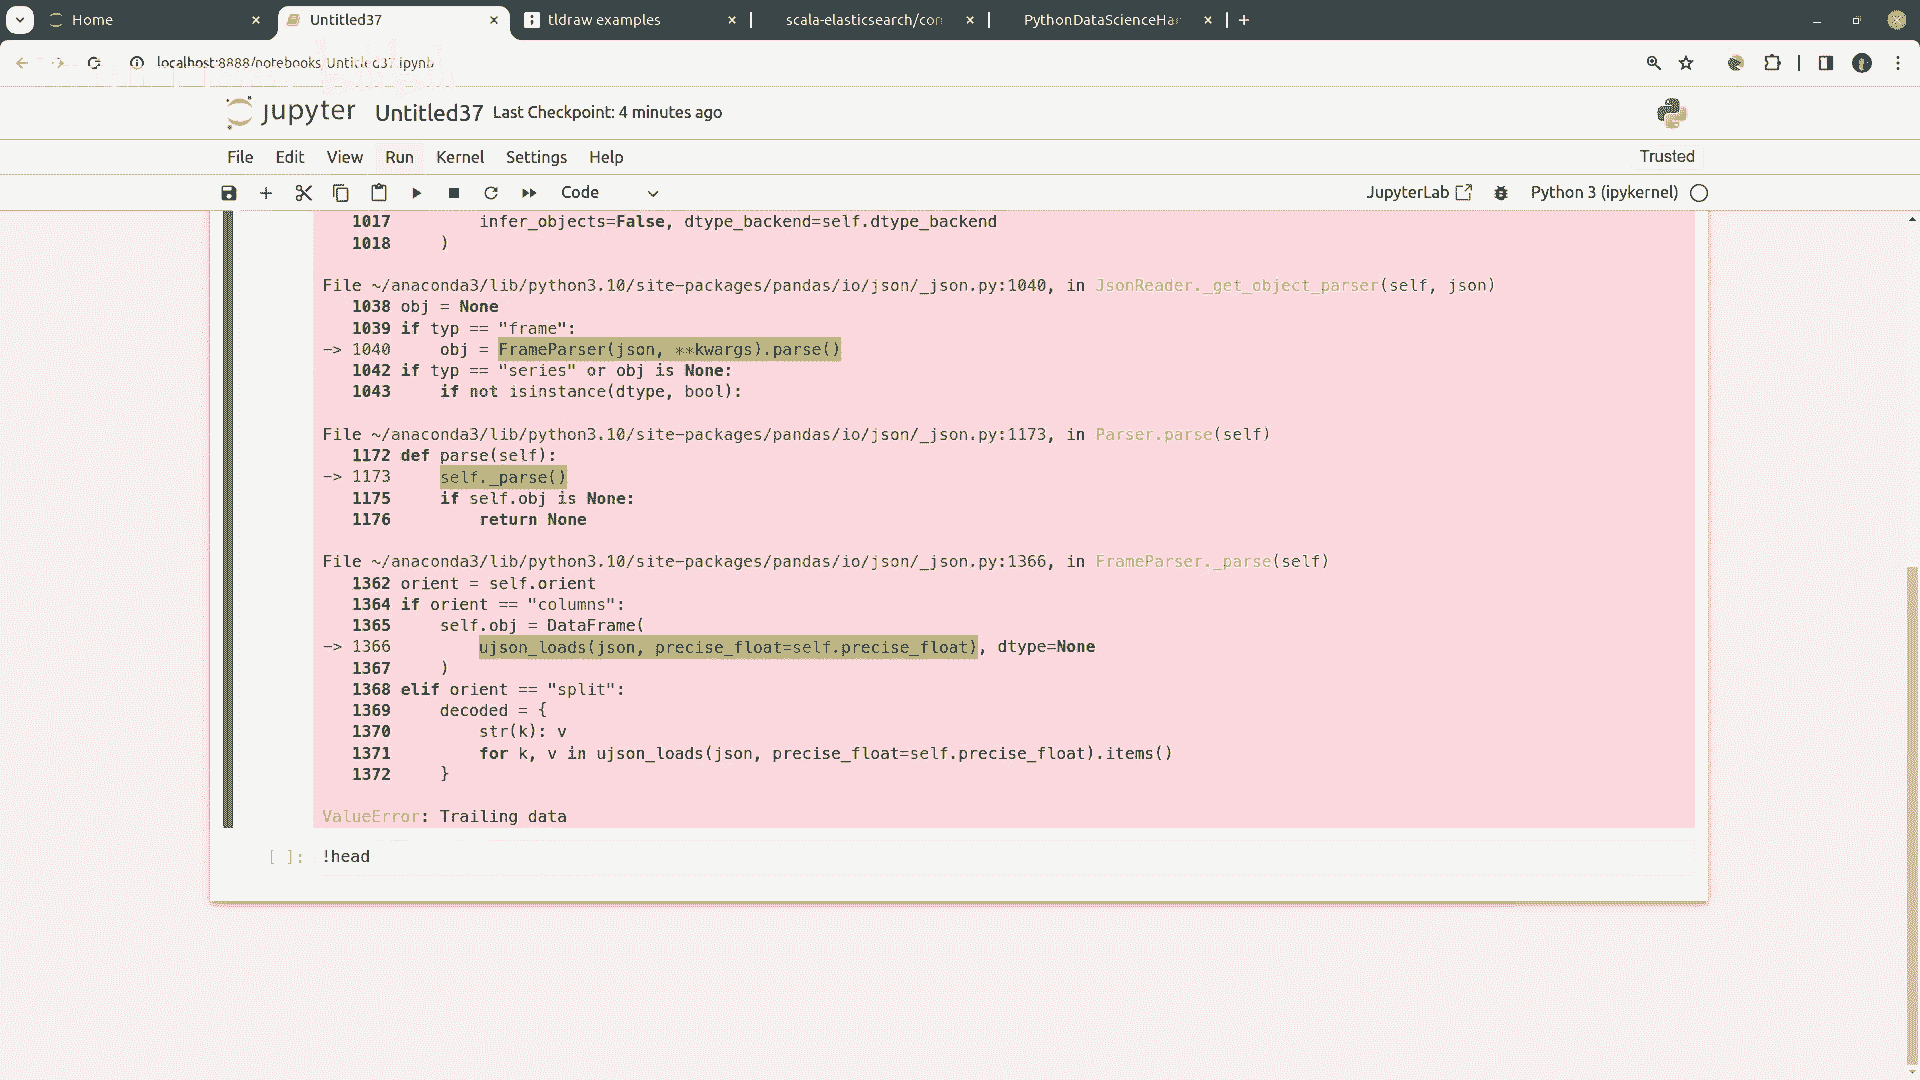 Home
Untitled37
tldraw examples
scala-elasticsearch/con
PythonDataScienceHa
localhost:8888/notebooks/Untitled37.ipynb
jupyter Untitled37 Last Checkpoint: 4 minutes ago
File Edit View Run Kernel Settings Help
Trusted
Code
JupyterLab
Python 3 (ipykernel)
1017         infer_objects=False, dtype_backend=self.dtype_backend
1018     )
File ~/anaconda3/lib/python3.10/site-packages/pandas/io/json/_json.py:1040, in JsonReader._get_object_parser(self, json)
1038 obj = None
1039 if typ == "frame":
-> 1040     obj = FrameParser(json, **kwargs).parse()
1042 if typ == "series" or obj is None:
1043     if not isinstance(dtype, bool):
File ~/anaconda3/lib/python3.10/site-packages/pandas/io/json/_json.py:1173, in Parser.parse(self)
1172 def parse(self):
-> 1173     self._parse()
1175     if self.obj is None:
1176         return None
File ~/anaconda3/lib/python3.10/site-packages/pandas/io/json/_json.py:1366, in FrameParser._parse(self)
1362 orient = self.orient
1364 if orient == "columns":
1365     self.obj = DataFrame(
-> 1366         ujson_loads(json, precise_float=self.precise_float), dtype=None
1367     )
1368 elif orient == "split":
1369     decoded = {
1370         str(k): v
1371         for k, v in ujson_loads(json, precise_float=self.precise_float).items()
1372     }
ValueError: Trailing data
[ ]: !head